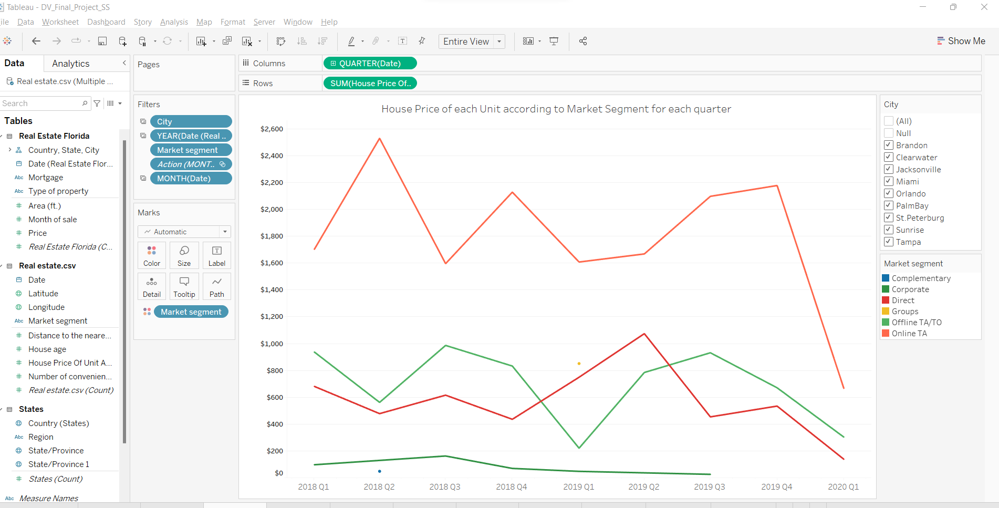 Tableau - DV_Final_Project_SS
ile Data Worksheet Dashboard Story Analysis Map Format Server Window Help
Entire View
Show Me
Data Analytics
Real estate.csv (Multiple ...
Search
Tables
Real Estate Florida
Country, State, City
Date (Real Estate Flor...
Abc Mortgage
Abc Type of property
# Area (ft.)
# Month of sale
# Price
# Real Estate Florida (C...
Real estate.csv
Date
Latitude
Longitude
Abc Market segment
# Distance to the neare...
# House age
# House Price Of Unit A...
# Number of convenien...
# Real estate.csv (Count)
States
Country (States)
Abc Region
State/Province
State/Province 1
# States (Count)
Abc Measure Names
Pages
Filters
City
YEAR(Date (Real ..
Market segment
Action (MONT..
MONTH(Date)
Marks
Automatic
Color Size Label
Detail Tooltip Path
Market segment
Columns QUARTER(Date)
Rows SUM(House Price Of..
House Price of each Unit according to Market Segment for each quarter
$2,600
$2,400
$2,200
$2,000
$1,800
$1,600
$1,400
$1,200
$1,000
$800
$600
$400
$200
$0
2018 Q1 2018 Q2 2018 Q3 2018 Q4 2019 Q1 2019 Q2 2019 Q3 2019 Q4 2020 Q1
City
(All)
Null
Brandon
Clearwater
Jacksonville
Miami
Orlando
PalmBay
St.Peterburg
Sunrise
Tampa
Market segment
Complementary
Corporate
Direct
Groups
Offline TA/TO
Online TA